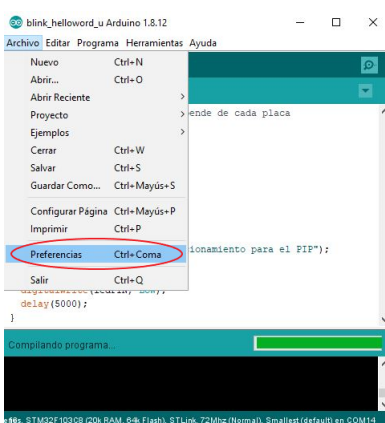 blink_helloword_u Arduino 1.8.12
Archivo Editar Programa Herramientas Ayuda
Nuevo Ctrl+N
Abrir... Ctrl+O
Abrir Reciente
Proyecto
Ejemplos
Cerrar Ctrl+W
Salvar Ctrl+S
Guardar Como... Ctrl+Mayús+S
Configurar Página Ctrl+Mayús+P
Imprimir Ctrl+P
Preferencias Ctrl+Coma
Salir Ctrl+Q
ende de cada placa
ionamiento para el PIP");
delay(5000);
}
Compilando programa...
STM32F103C8 (20k RAM, 64k Flash), STLink, 72Mhz (Normal), Smallest (default) en COM14